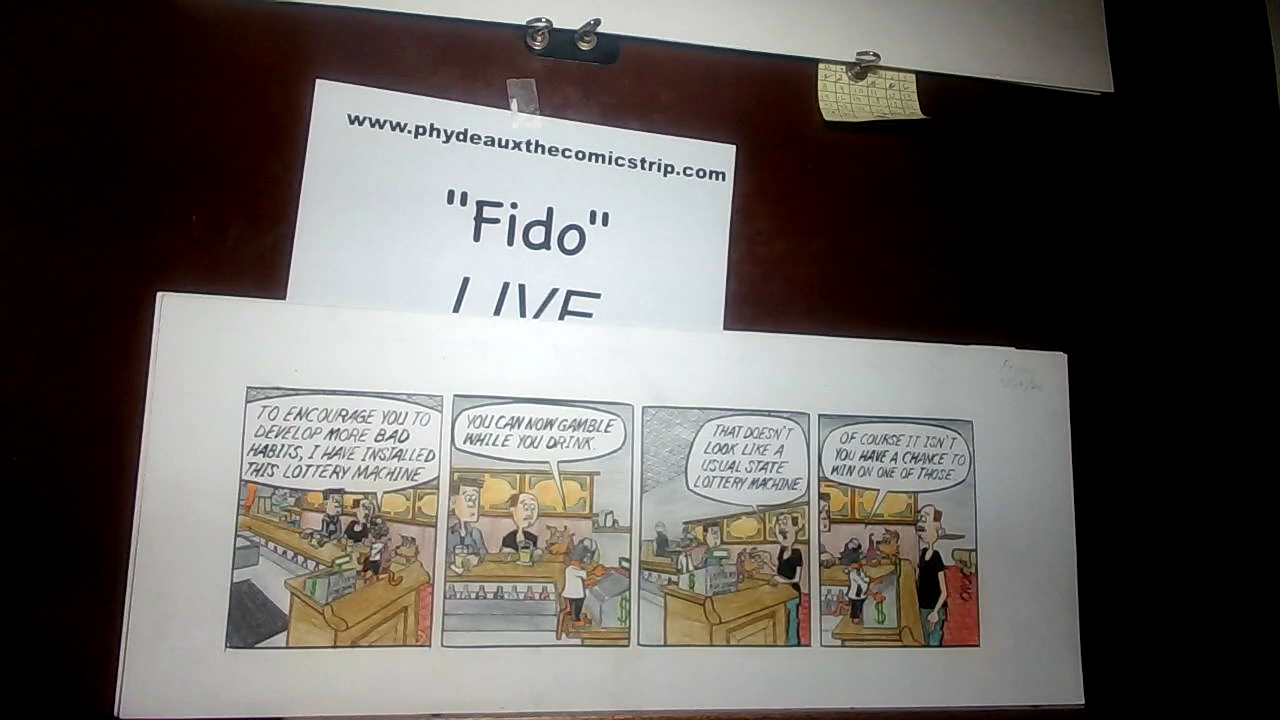 www.phydeauxthecomicstrip.com
"Fido"
LIVE
TO ENCOURAGE YOU TO
DEVELOP MORE BAD
HABITS, I HAVE INSTALLED
THIS LOTTERY MACHINE
YOU CAN NOW GAMBLE
WHILE YOU DRINK.
THAT DOESN'T
LOOK LIKE A
USUAL STATE
LOTTERY MACHINE.
OF COURSE IT ISN'T
YOU HAVE A CHANCE TO
WIN ON ONE OF THOSE.
LOTTERY
$
LOTTERY
$